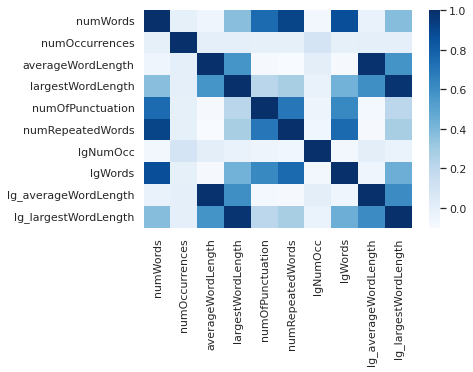 numWords
numOccurrences
averageWordLength
largestWordLength
numOfPunctuation
numRepeatedWords
lgNumOcc
lgWords
lg_averageWordLength
lg_largestWordLength
numWords
numOccurrences
averageWordLength
largestWordLength
numOfPunctuation
numRepeatedWords
lgNumOcc
lgWords
lg_averageWordLength
lg_largestWordLength
1.0
0.8
0.6
0.4
0.2
0.0